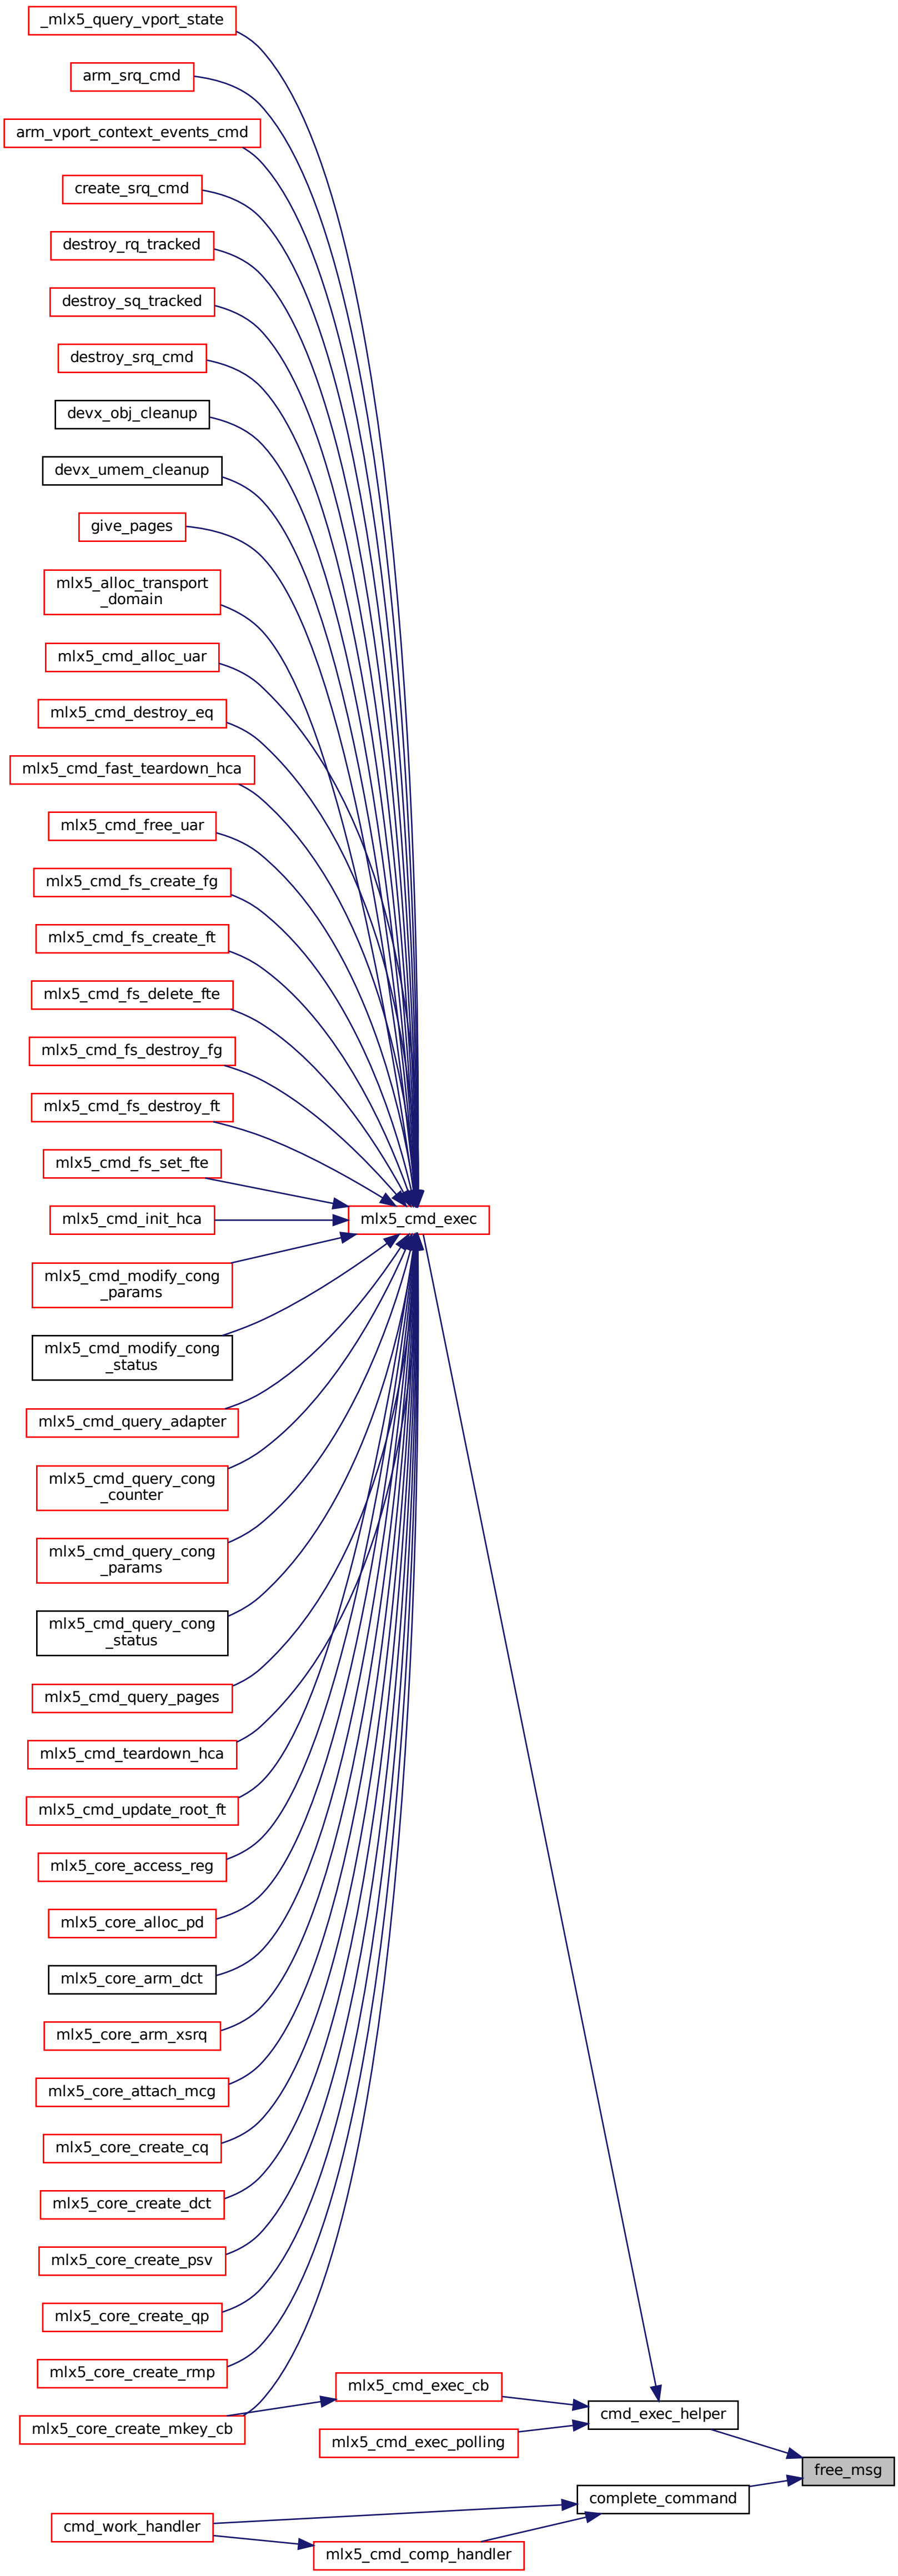 _mlx5_query_vport_state
arm_srq_cmd
arm_vport_context_events_cmd
create_srq_cmd
destroy_rq_tracked
destroy_sq_tracked
destroy_srq_cmd
devx_obj_cleanup
devx_umem_cleanup
give_pages
mlx5_alloc_transport
_domain
mlx5_cmd_alloc_uar
mlx5_cmd_destroy_eq
mlx5_cmd_fast_teardown_hca
mlx5_cmd_free_uar
mlx5_cmd_fs_create_fg
mlx5_cmd_fs_create_ft
mlx5_cmd_fs_delete_fte
mlx5_cmd_fs_destroy_fg
mlx5_cmd_fs_destroy_ft
mlx5_cmd_fs_set_fte
mlx5_cmd_init_hca
mlx5_cmd_exec
mlx5_cmd_modify_cong
_params
mlx5_cmd_modify_cong
_status
mlx5_cmd_query_adapter
mlx5_cmd_query_cong
_counter
mlx5_cmd_query_cong
_params
mlx5_cmd_query_cong
_status
mlx5_cmd_query_pages
mlx5_cmd_teardown_hca
mlx5_cmd_update_root_ft
mlx5_core_access_reg
mlx5_core_alloc_pd
mlx5_core_arm_dct
mlx5_core_arm_xsrq
mlx5_core_attach_mcg
mlx5_core_create_cq
mlx5_core_create_dct
mlx5_core_create_psv
mlx5_core_create_qp
mlx5_core_create_rmp
mlx5_cmd_exec_cb
mlx5_core_create_mkey_cb
cmd_exec_helper
mlx5_cmd_exec_polling
free_msg
complete_command
cmd_work_handler
mlx5_cmd_comp_handler